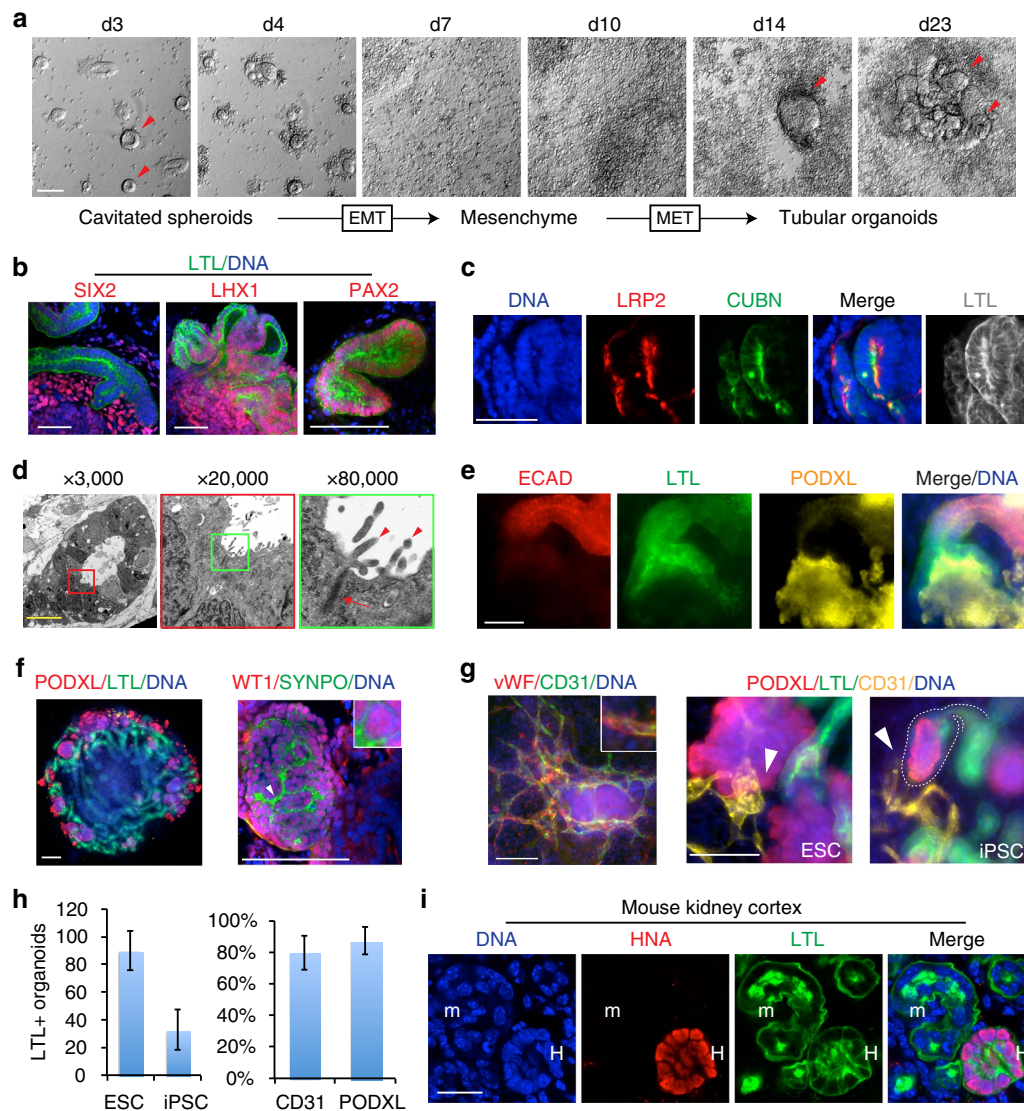 a
d3 d4 d7 d10 d14 d23
Cavitated spheroids EMT Mesenchyme MET Tubular organoids
b
LTL/DNA
SIX2 LHX1 PAX2
c
DNA LRP2 CUBN Merge LTL
d
×3,000 ×20,000 ×80,000
e
ECAD LTL PODXL Merge/DNA
f
PODXL/LTL/DNA WT1/SYNPO/DNA
g
vWF/CD31/DNA PODXL/LTL/CD31/DNA
ESC iPSC
h
LTL+ organoids
120
100
80
60
40
20
0
ESC iPSC
100%
80%
60%
40%
20%
0%
CD31 PODXL
i
Mouse kidney cortex
DNA HNA LTL Merge
m m m m
H H H H